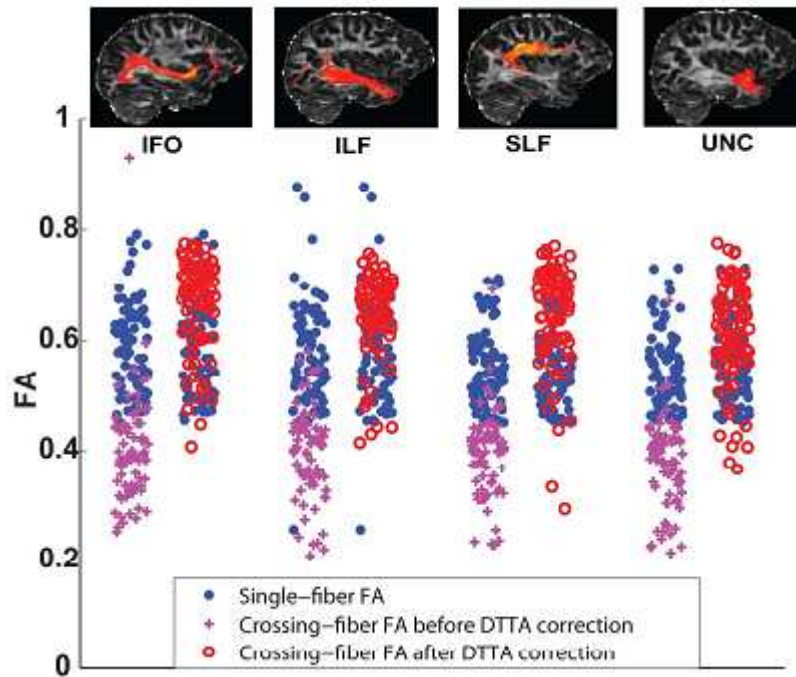 IFO ILF SLF UNC
1
0.8
0.6
0.4
0.2
0
FA
Single-fiber FA
Crossing-fiber FA before DTTA correction
Crossing-fiber FA after DTTA correction